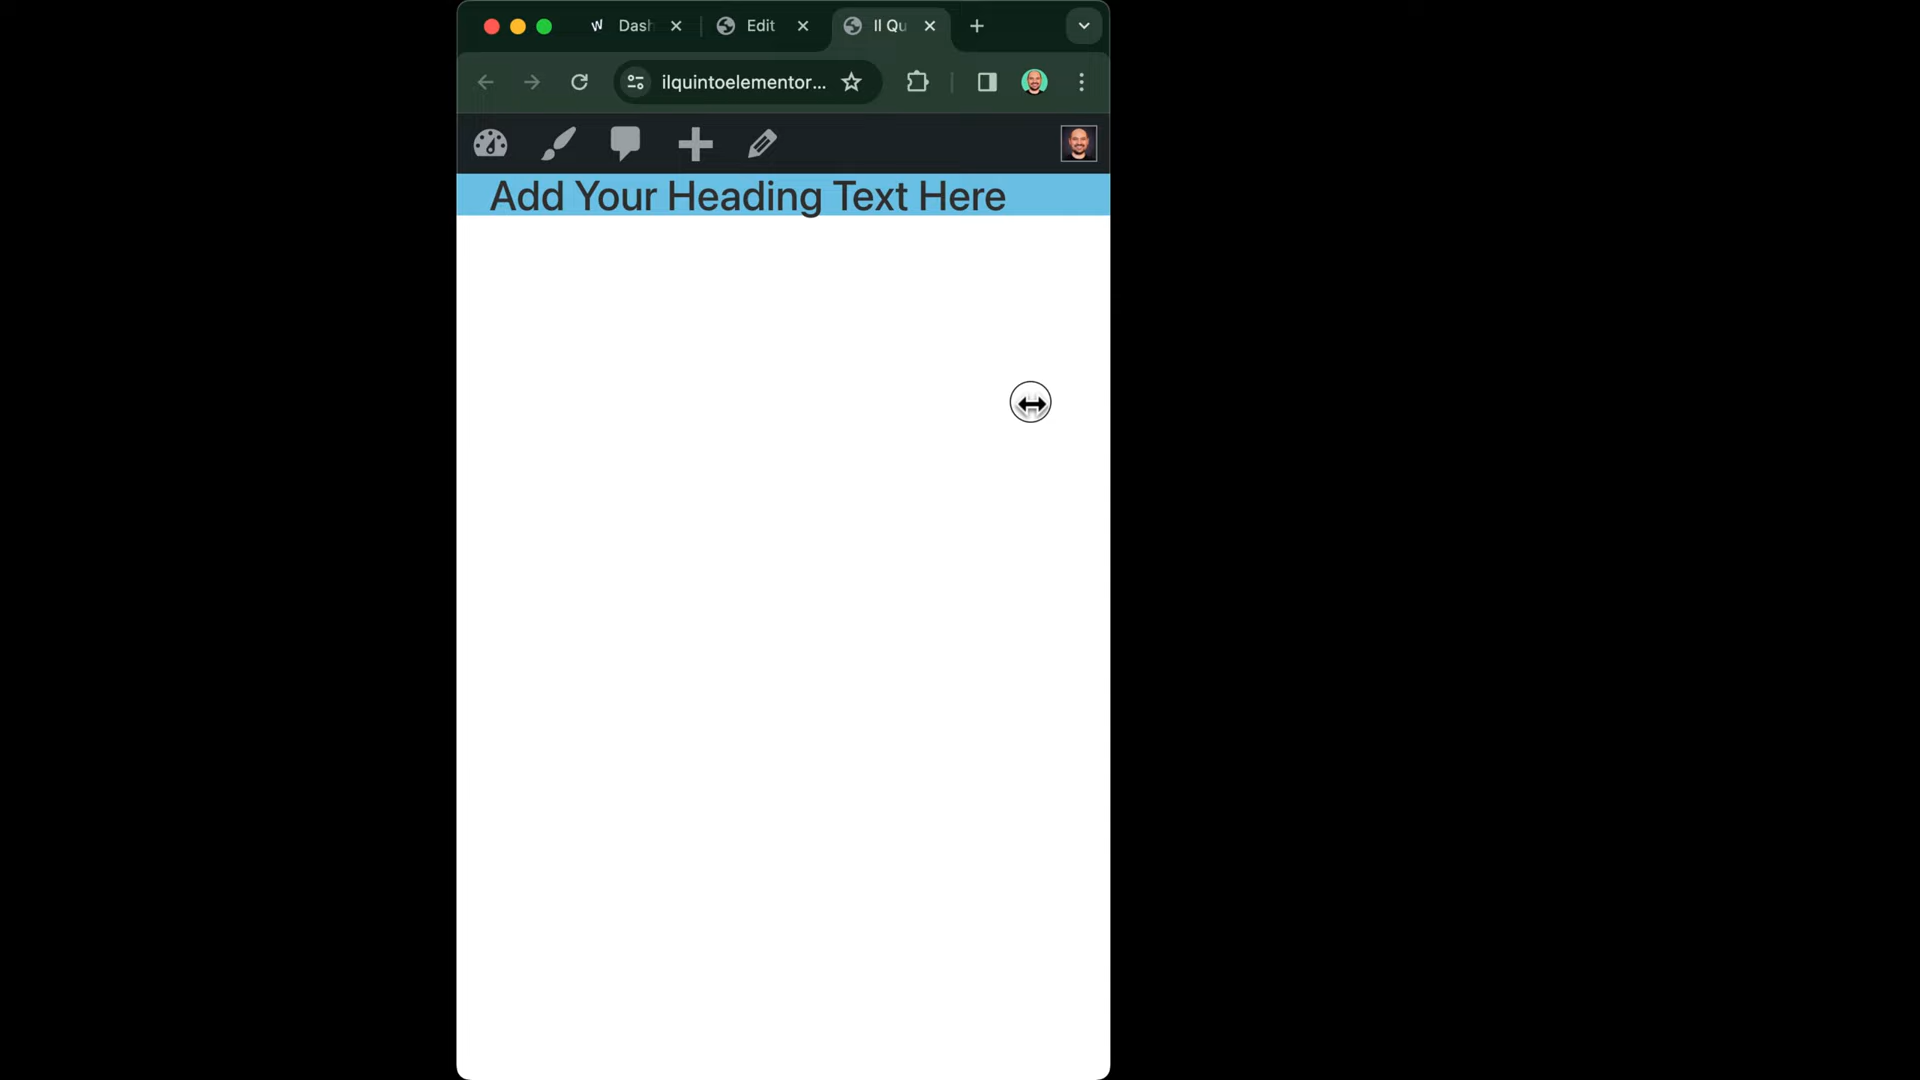 W Dash
Edit
Il Qu
ilquintoelementor...
Add Your Heading Text Here